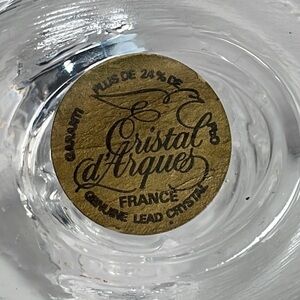 GARANTI PLUS DE 24% DE PbO
Cristal
d'Arques
FRANCE
GENUINE LEAD CRYSTAL